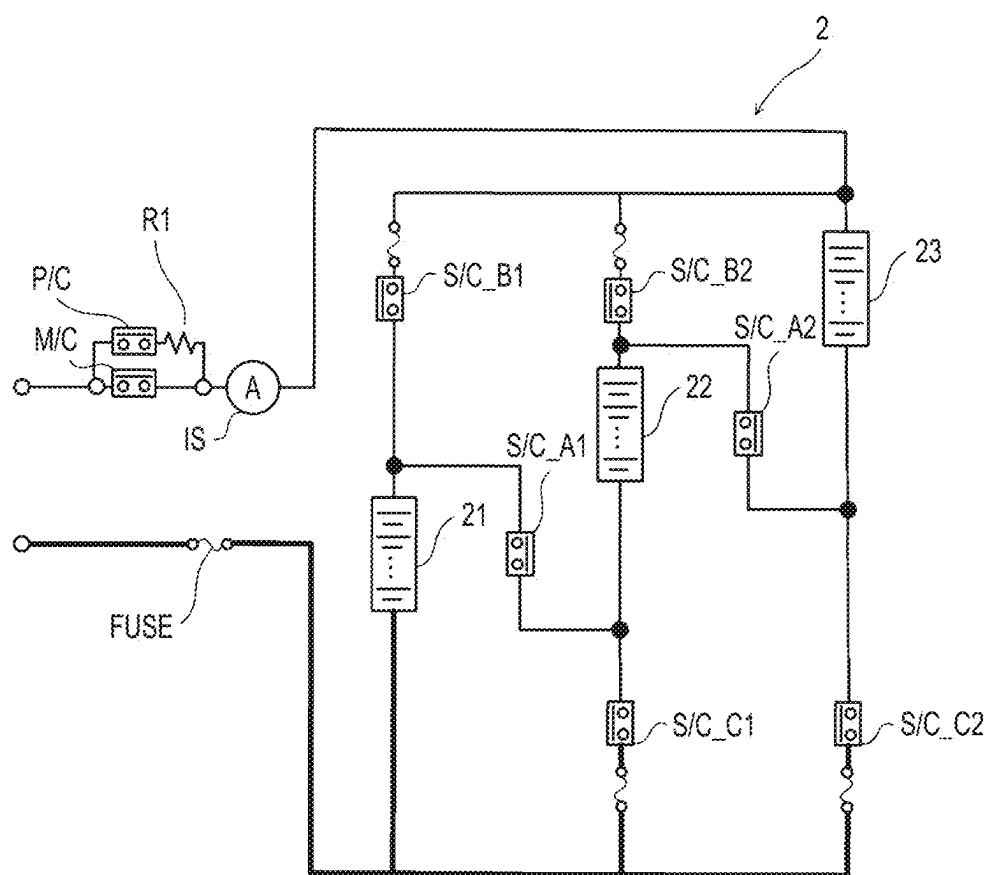 2
R1
S/C_B1
S/C_B2
23
P/C
S/C_A2
M/C
A
22
IS
S/C_A1
21
FUSE
S/C_C1
S/C_C2